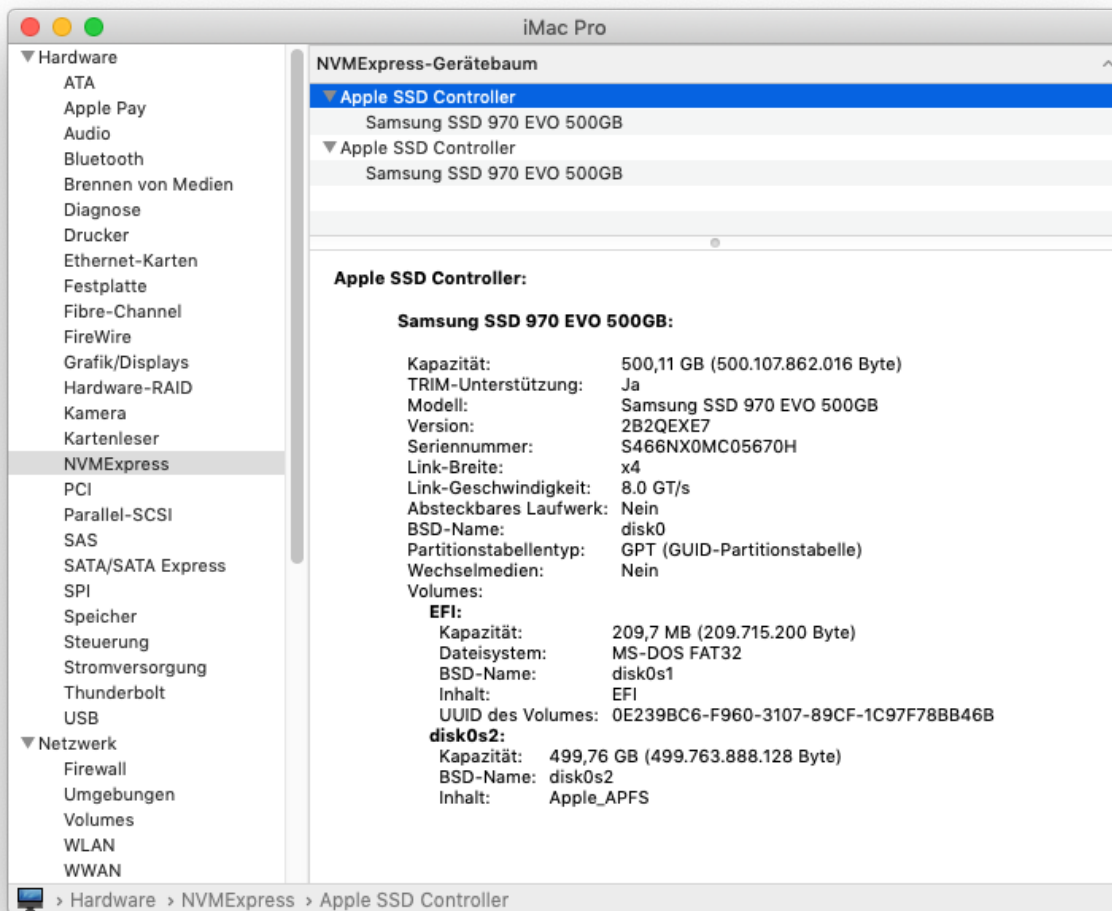 iMac Pro
Hardware
ATA
Apple Pay
Audio
Bluetooth
Brennen von Medien
Diagnose
Drucker
Ethernet-Karten
Festplatte
Fibre-Channel
FireWire
Grafik/Displays
Hardware-RAID
Kamera
Kartenleser
NVMExpress
PCI
Parallel-SCSI
SAS
SATA/SATA Express
SPI
Speicher
Steuerung
Stromversorgung
Thunderbolt
USB
Netzwerk
Firewall
Umgebungen
Volumes
WLAN
WWAN
NVMExpress-Gerätebaum
Apple SSD Controller
Samsung SSD 970 EVO 500GB
Apple SSD Controller
Samsung SSD 970 EVO 500GB
Apple SSD Controller:
Samsung SSD 970 EVO 500GB:
Kapazität: 500,11 GB (500.107.862.016 Byte)
TRIM-Unterstützung: Ja
Modell: Samsung SSD 970 EVO 500GB
Version: 2B2QEXE7
Seriennummer: S466NX0MC05670H
Link-Breite: x4
Link-Geschwindigkeit: 8.0 GT/s
Absteckbares Laufwerk: Nein
BSD-Name: disk0
Partitionstabellentyp: GPT (GUID-Partitionstabelle)
Wechselmedien: Nein
Volumes:
EFI:
Kapazität: 209,7 MB (209.715.200 Byte)
Dateisystem: MS-DOS FAT32
BSD-Name: disk0s1
Inhalt: EFI
UUID des Volumes: 0E239BC6-F960-3107-89CF-1C97F78BB46B
disk0s2:
Kapazität: 499,76 GB (499.763.888.128 Byte)
BSD-Name: disk0s2
Inhalt: Apple_APFS
› Hardware › NVMExpress › Apple SSD Controller